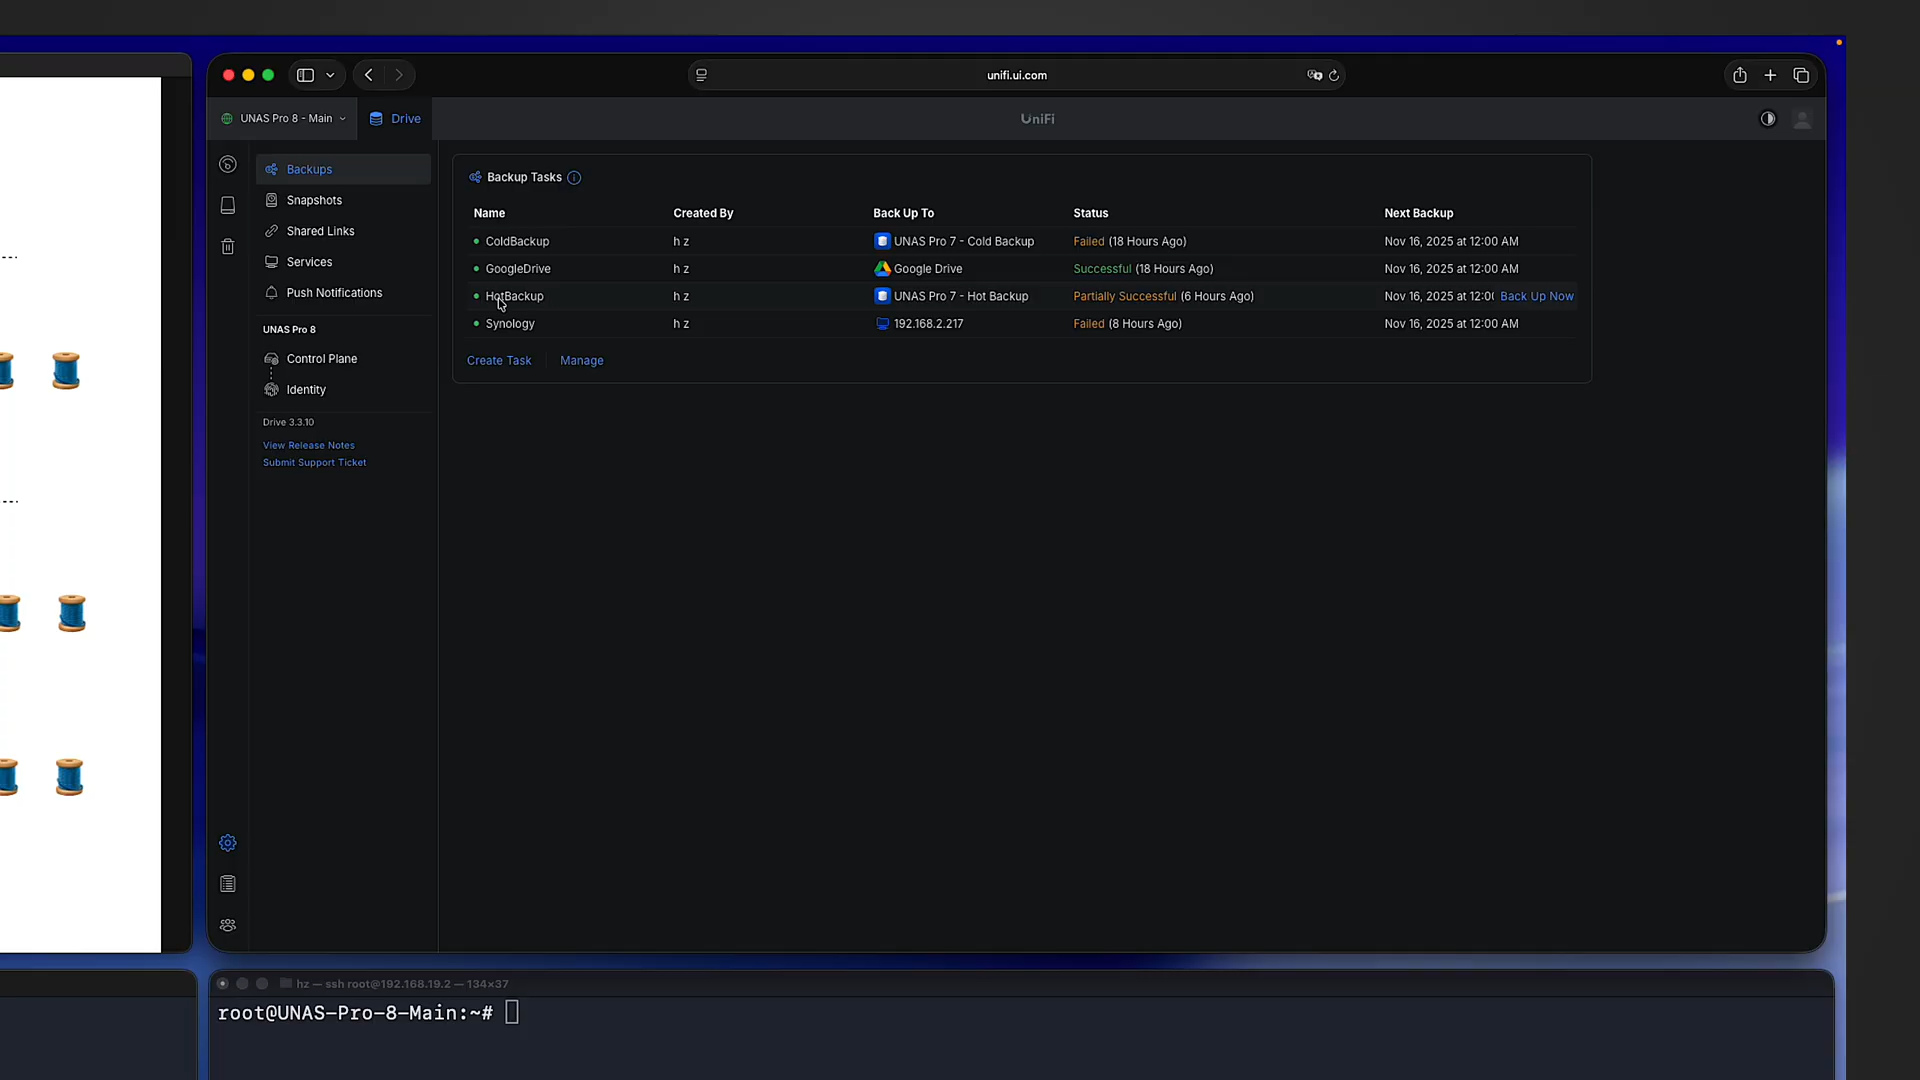 unifi.ui.com
UNAS Pro 8 - Main
Drive
UniFi
Backups
Snapshots
Shared Links
Services
Push Notifications
UNAS Pro 8
Control Plane
Identity
Drive 3.3.10
View Release Notes
Submit Support Ticket
Backup Tasks
Name Created By Back Up To Status Next Backup
ColdBackup h z UNAS Pro 7 - Cold Backup Failed (18 Hours Ago) Nov 16, 2025 at 12:00 AM
GoogleDrive h z Google Drive Successful (18 Hours Ago) Nov 16, 2025 at 12:00 AM
HotBackup h z UNAS Pro 7 - Hot Backup Partially Successful (6 Hours Ago) Nov 16, 2025 at 12:00 Back Up Now
Synology h z 192.168.2.217 Failed (8 Hours Ago) Nov 16, 2025 at 12:00 AM
Create Task Manage
hz — ssh root@192.168.19.2 — 134×37
root@UNAS-Pro-8-Main:~#